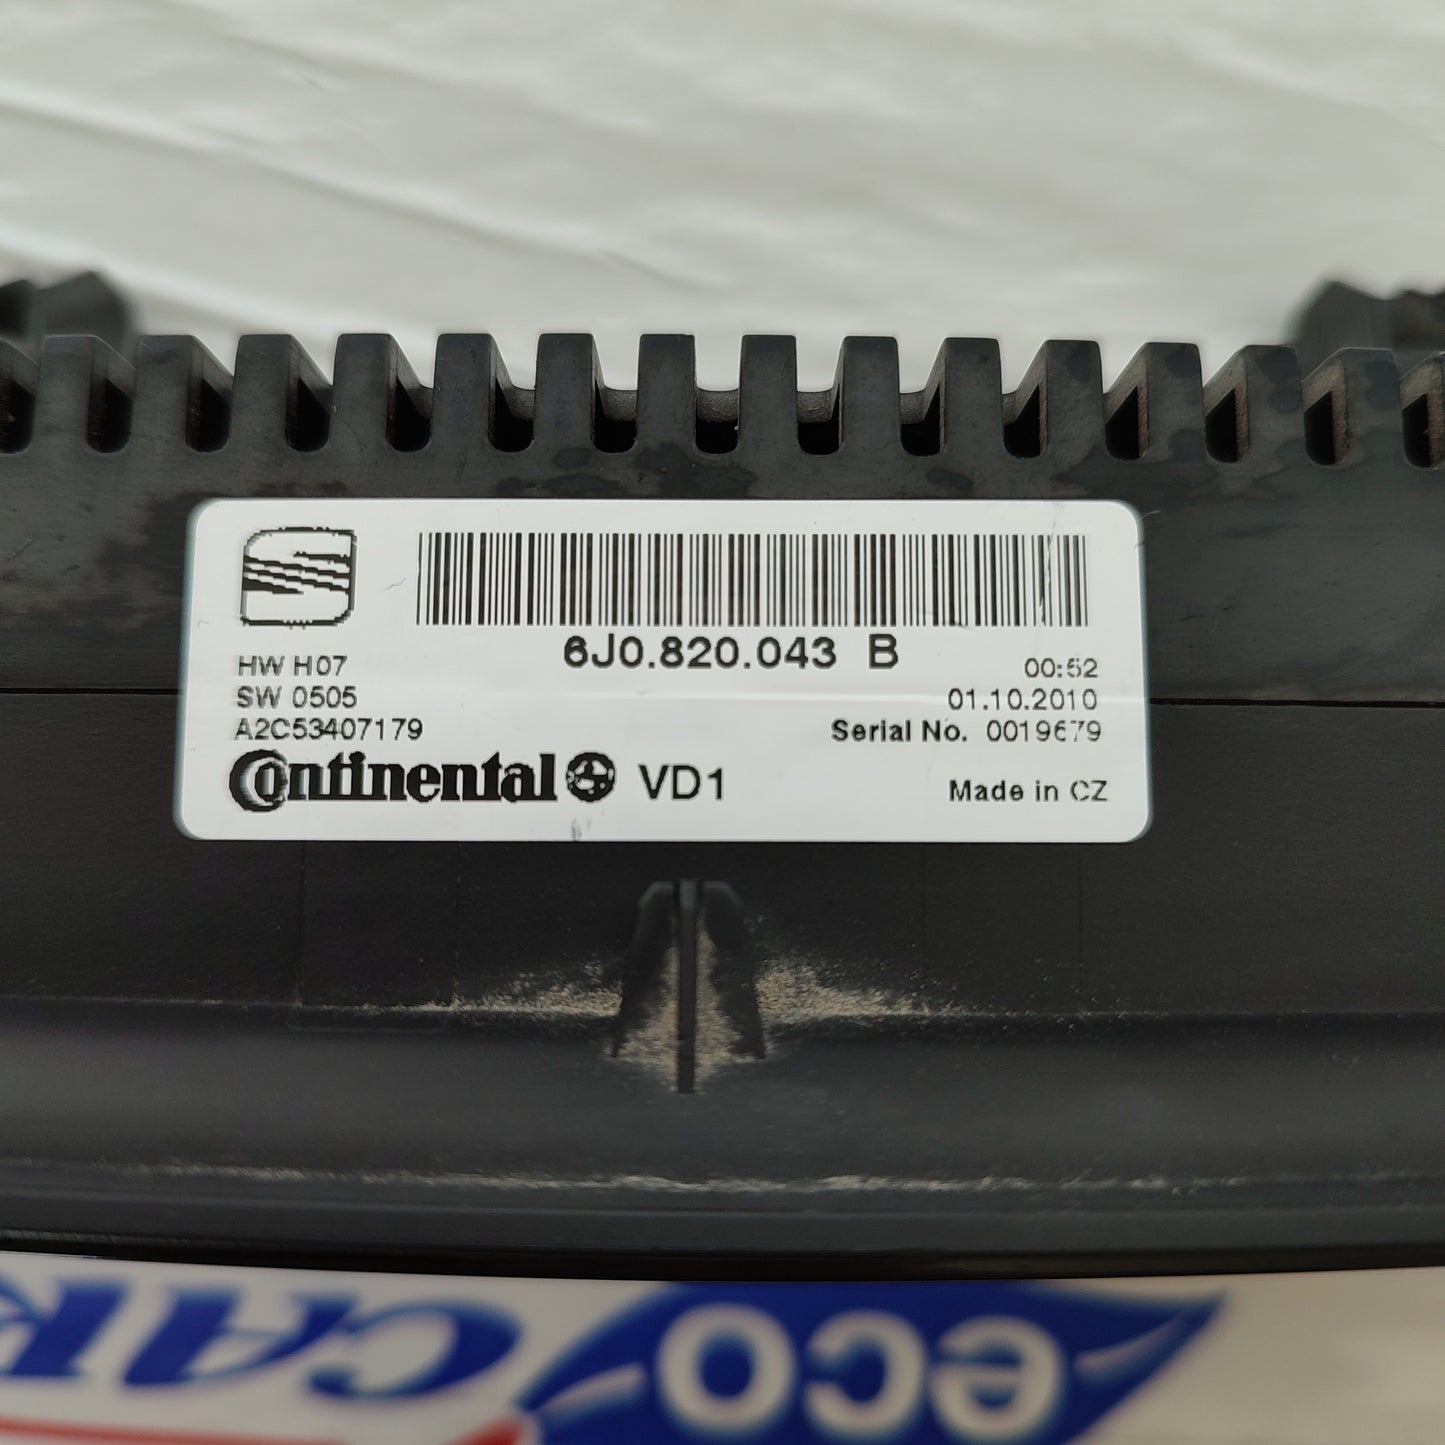 6J0.820.043 B
HW H07
SW 0505
A2C53407179
00:52
01.10.2010
Serial No. 0019679
Continental VD1
Made in CZ
eco
CAR